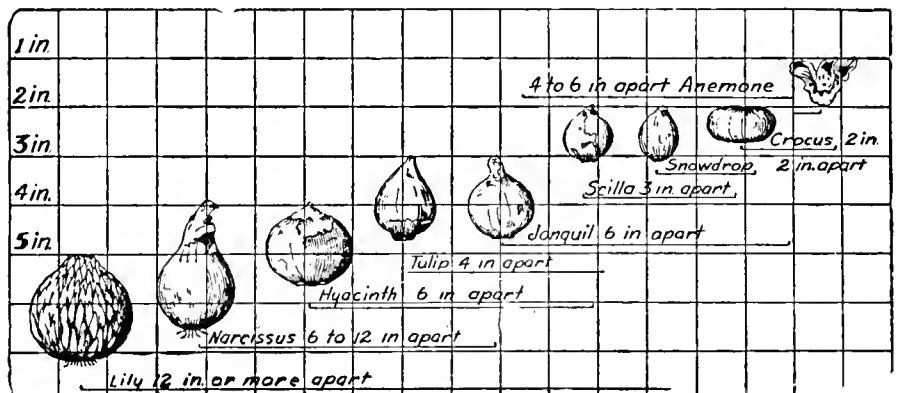 1 in.
2 in.
4 to 6 in apart Anemone
3 in.
Crocus, 2 in.
Snowdrop, 2 in. apart
4 in.
Scilla 3 in. apart
5 in.
Jonquil 6 in apart
Tulip 4 in apart
Hyacinth 6 in apart
Narcissus 6 to 12 in apart
Lily 12 in. or more apart